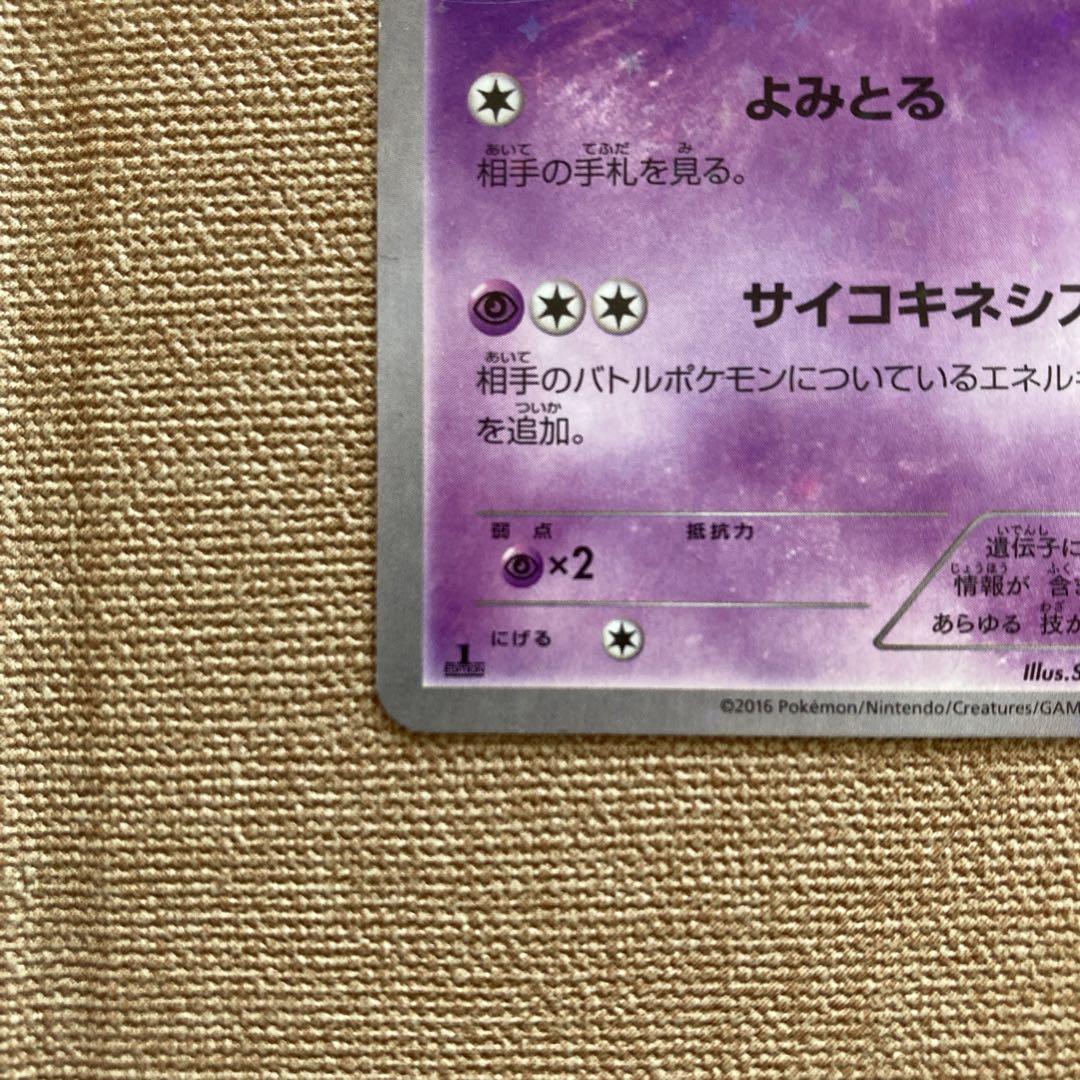 よみとる
あいて てふだ み
相手の手札を見る。
サイコキネシス
あいて
相手のバトルポケモンについているエネルギ
ついか
を追加。
弱点 抵抗力
×2
いでんし
遺伝子に
じょうほう ふく
情報が 含ま
わざ
あらゆる 技が
にげる
1
EDITION
Illus.S
©2016 Pokémon/Nintendo/Creatures/GAM